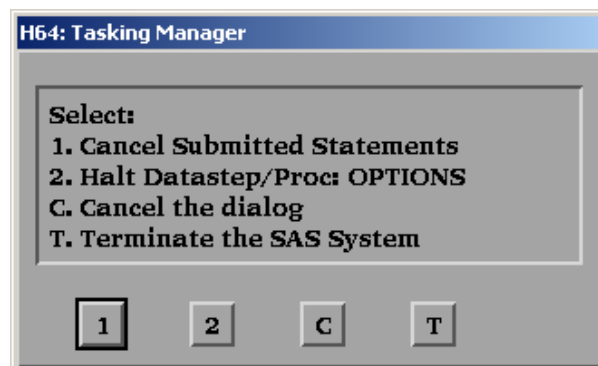 H64: Tasking Manager
Select:
1. Cancel Submitted Statements
2. Halt Datastep/Proc: OPTIONS
C. Cancel the dialog
T. Terminate the SAS System
1 2 C T